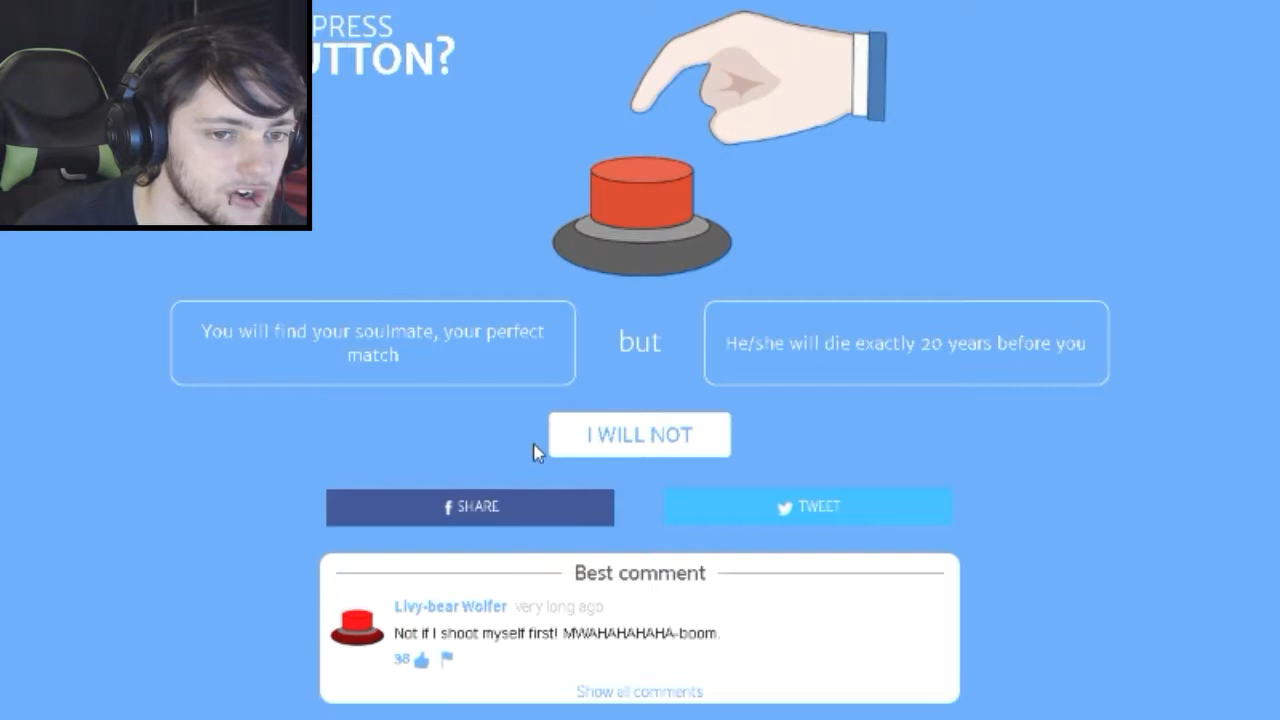 PRESS
UTTON?
You will find your soulmate, your perfect
match
but
He/she will die exactly 20 years before you
I WILL NOT
f SHARE
TWEET
Best comment
Livy-bear Wolfer very long ago
Not if I shoot myself first! MWAHAHAHAHA-boom.
38
Show all comments